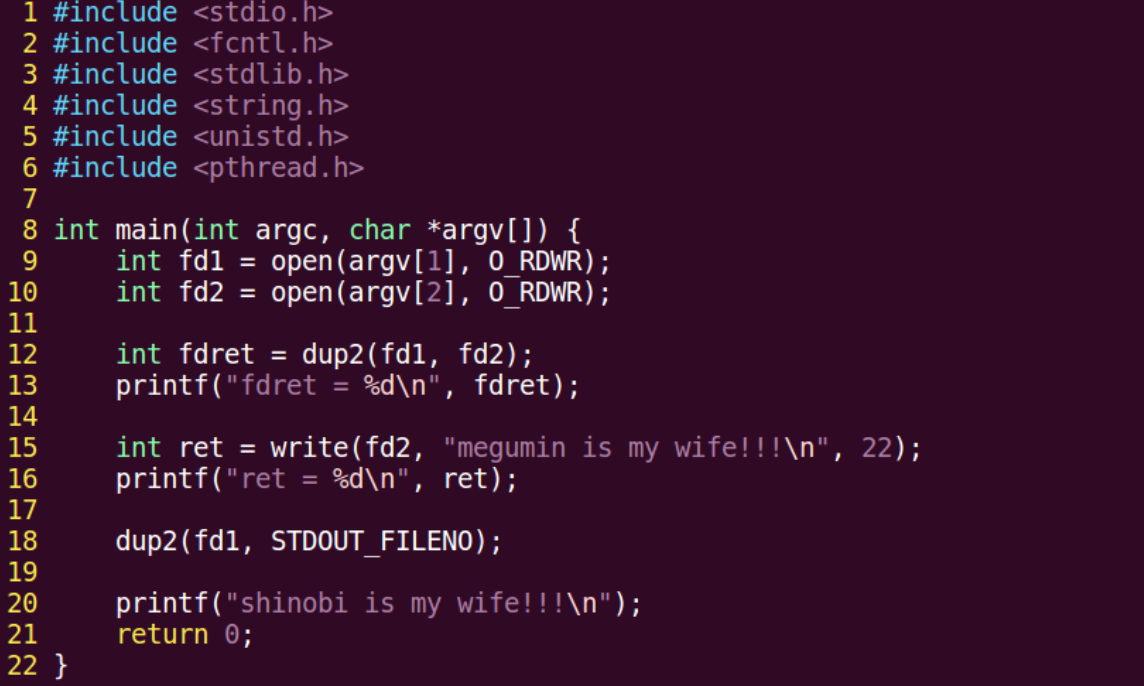 1 #include <stdio.h>
2 #include <fcntl.h>
3 #include <stdlib.h>
4 #include <string.h>
5 #include <unistd.h>
6 #include <pthread.h>
7
8 int main(int argc, char *argv[]) {
9     int fd1 = open(argv[1], O_RDWR);
10     int fd2 = open(argv[2], O_RDWR);
11
12     int fdret = dup2(fd1, fd2);
13     printf("fdret = %d\n", fdret);
14
15     int ret = write(fd2, "megumin is my wife!!!\n", 22);
16     printf("ret = %d\n", ret);
17
18     dup2(fd1, STDOUT_FILENO);
19
20     printf("shinobi is my wife!!!\n");
21     return 0;
22 }